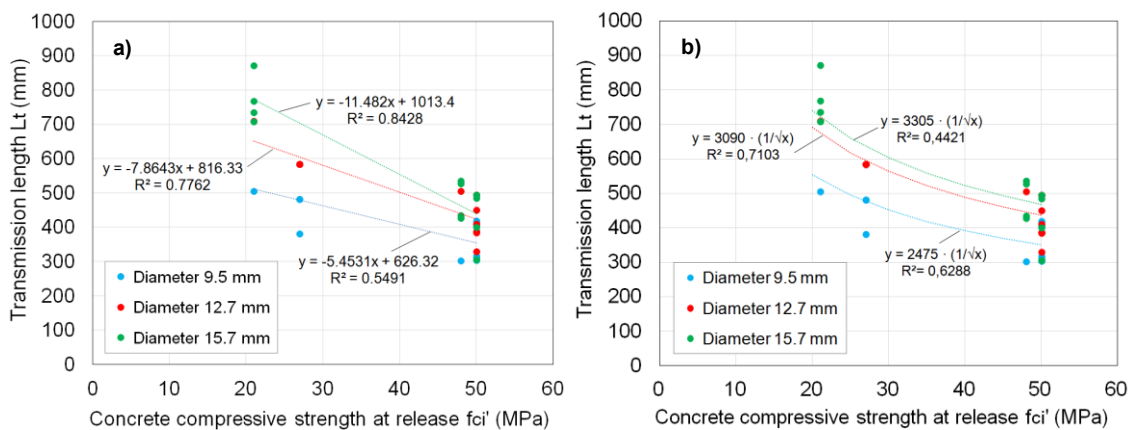 a)
1000
900
800
700
600
500
400
300
200
100
0
Transmission length Lt (mm)
y = -11.482x + 1013.4
R² = 0.8428
y = -7.8643x + 816.33
R² = 0.7762
y = -5.4531x + 626.32
R² = 0.5491
Diameter 9.5 mm
Diameter 12.7 mm
Diameter 15.7 mm
0 10 20 30 40 50 60
Concrete compressive strength at release fci' (MPa)
b)
1000
900
800
700
600
500
400
300
200
100
0
Transmission length Lt (mm)
y = 3305 · (1/√x)
R²= 0,4421
y = 3090 · (1/√x)
R² = 0,7103
y = 2475 · (1/√x)
R²= 0,6288
Diameter 9.5 mm
Diameter 12.7 mm
Diameter 15.7 mm
0 10 20 30 40 50 60
Concrete compressive strength at release fci' (MPa)